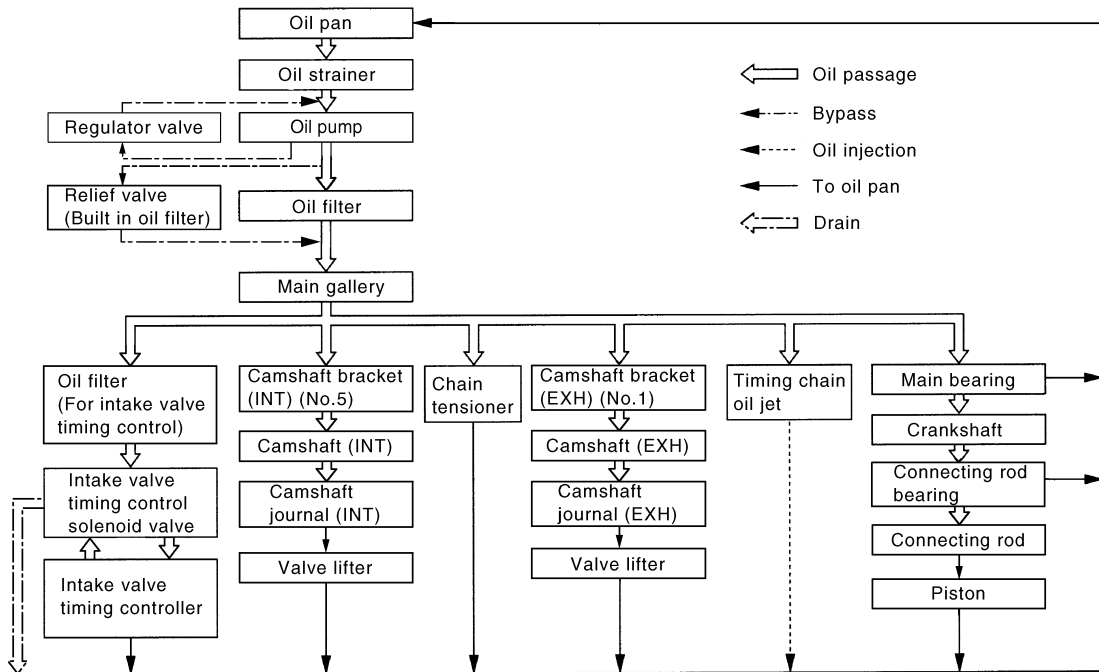 Oil pan
Oil strainer
Oil passage
Bypass
Regulator valve
Oil pump
Oil injection
To oil pan
Relief valve
(Built in oil filter)
Oil filter
Drain
Main gallery
Oil filter
(For intake valve
timing control)
Camshaft bracket
(INT) (No.5)
Chain
tensioner
Camshaft bracket
(EXH) (No.1)
Timing chain
oil jet
Main bearing
Camshaft (INT)
Camshaft (EXH)
Crankshaft
Intake valve
timing control
solenoid valve
Camshaft
journal (INT)
Camshaft
journal (EXH)
Connecting rod
bearing
Connecting rod
Valve lifter
Valve lifter
Intake valve
timing controller
Piston